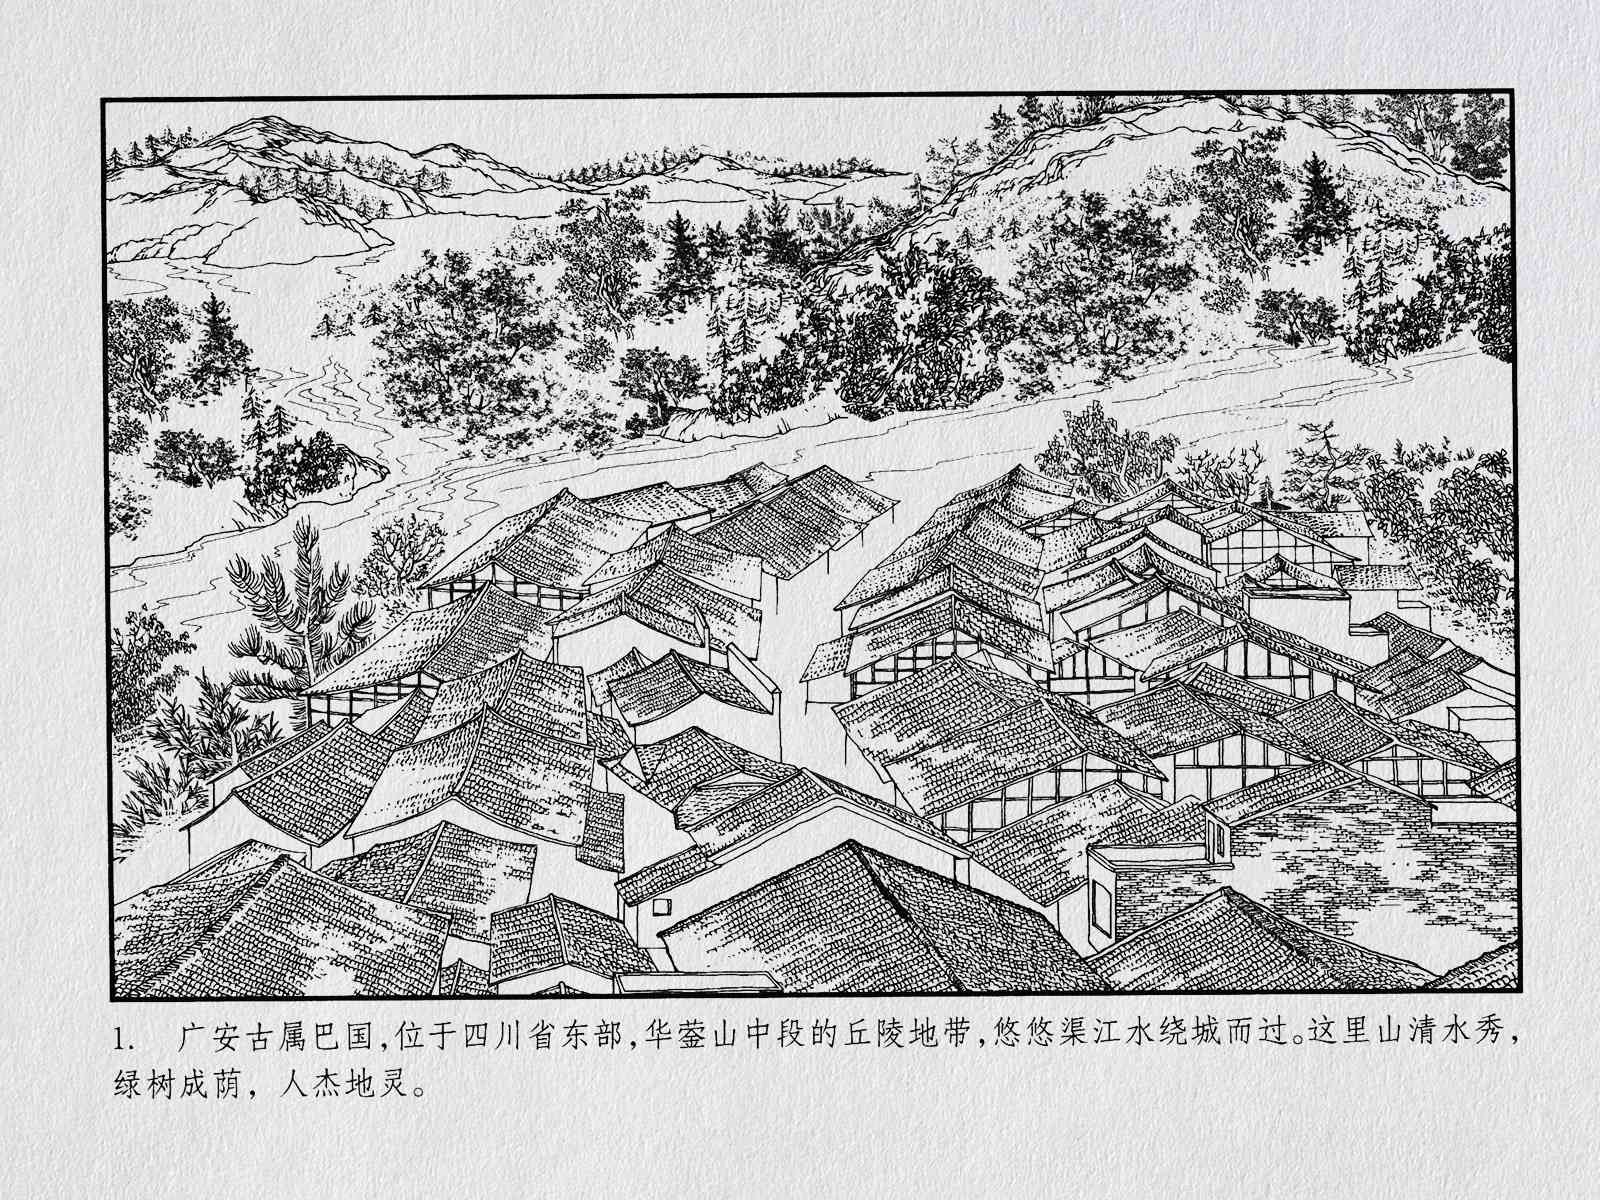 1. 广安古属巴国,位于四川省东部,华蓥山中段的丘陵地带,悠悠渠江水绕城而过。这里山清水秀,
绿树成荫，人杰地灵。